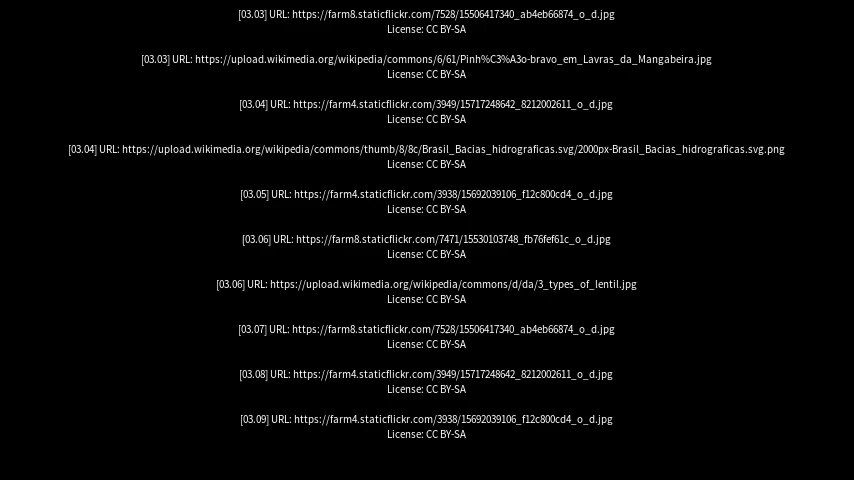 [03.03] URL: https://farm8.staticflickr.com/7528/15506417340_ab4eb66874_o_d.jpg
License: CC BY-SA
[03.03] URL: https://upload.wikimedia.org/wikipedia/commons/6/61/Pinh%C3%A3o-bravo_em_Lavras_da_Mangabeira.jpg
License: CC BY-SA
[03.04] URL: https://farm4.staticflickr.com/3949/15717248642_8212002611_o_d.jpg
License: CC BY-SA
[03.04] URL: https://upload.wikimedia.org/wikipedia/commons/thumb/8/8c/Brasil_Bacias_hidrograficas.svg/2000px-Brasil_Bacias_hidrograficas.svg.png
License: CC BY-SA
[03.05] URL: https://farm4.staticflickr.com/3938/15692039106_f12c800cd4_o_d.jpg
License: CC BY-SA
[03.06] URL: https://farm8.staticflickr.com/7471/15530103748_fb76fef61c_o_d.jpg
License: CC BY-SA
[03.06] URL: https://upload.wikimedia.org/wikipedia/commons/d/da/3_types_of_lentil.jpg
License: CC BY-SA
[03.07] URL: https://farm8.staticflickr.com/7528/15506417340_ab4eb66874_o_d.jpg
License: CC BY-SA
[03.08] URL: https://farm4.staticflickr.com/3949/15717248642_8212002611_o_d.jpg
License: CC BY-SA
[03.09] URL: https://farm4.staticflickr.com/3938/15692039106_f12c800cd4_o_d.jpg
License: CC BY-SA